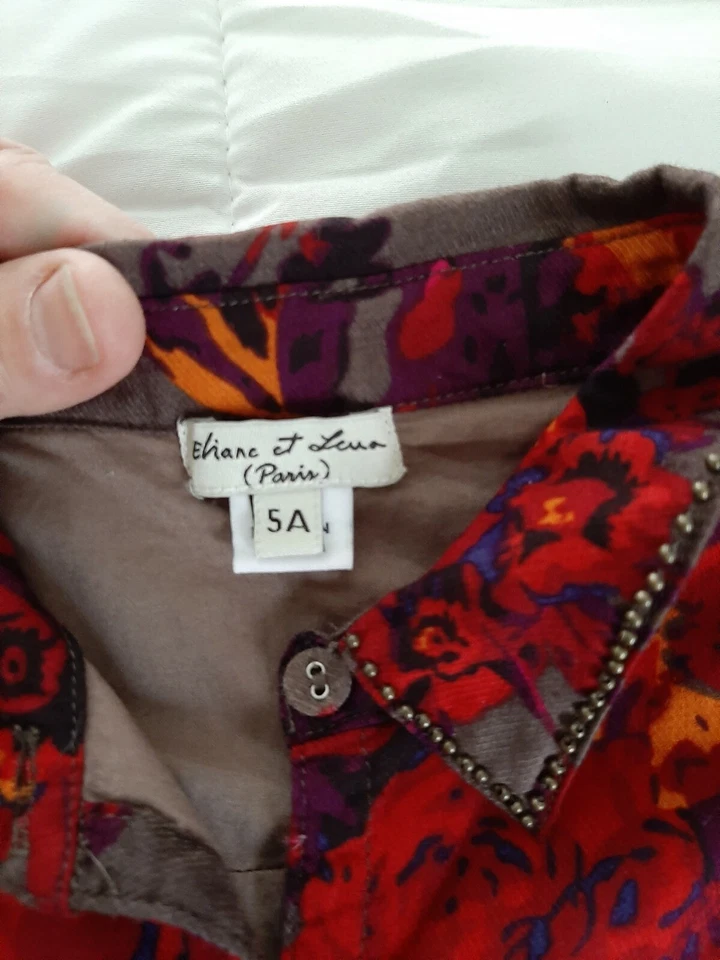 Eliane et Lena
(Paris)
5A
N